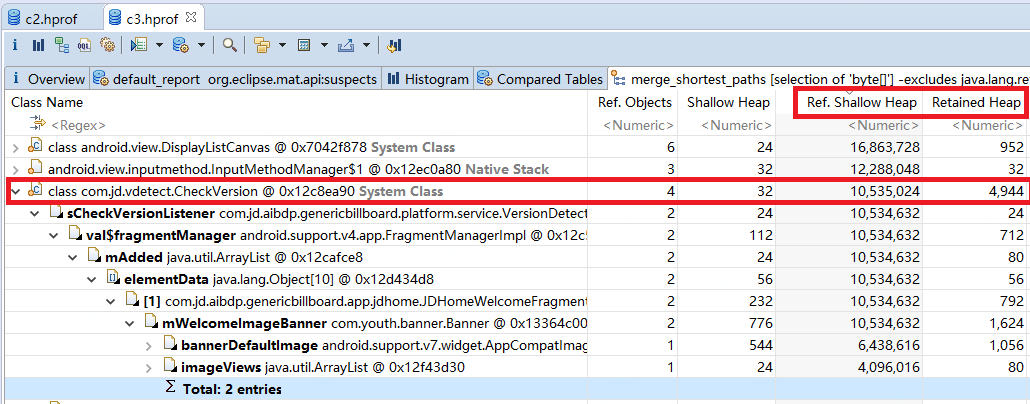 c2.hprof c3.hprof
i Overview default_report org.eclipse.mat.api:suspects Histogram Compared Tables merge_shortest_paths [selection of 'byte[]'] -excludes java.lang.re
Class Name Ref. Objects Shallow Heap Ref. Shallow Heap Retained Heap
<Regex> <Numeric> <Numeric> <Numeric> <Numeric>
class android.view.DisplayListCanvas @ 0x7042f878 System Class 6 24 16,863,728 952
android.view.inputmethod.InputMethodManager$1 @ 0x12ec0a80 Native Stack 3 32 12,288,048 32
class com.jd.vdetect.CheckVersion @ 0x12c8ea90 System Class 4 32 10,535,024 4,944
sCheckVersionListener com.jd.aibdp.genericbillboard.platform.service.VersionDetect 2 24 10,534,632 24
val$fragmentManager android.support.v4.app.FragmentManagerImpl @ 0x12c5 2 112 10,534,632 712
mAdded java.util.ArrayList @ 0x12cafce8 2 24 10,534,632 80
elementData java.lang.Object[10] @ 0x12d434d8 2 56 10,534,632 56
[1] com.jd.aibdp.genericbillboard.app.jdhome.JDHomeWelcomeFragment 2 232 10,534,632 792
mWelcomeImageBanner com.youth.banner.Banner @ 0x13364c00 2 776 10,534,632 1,624
bannerDefaultImage android.support.v7.widget.AppCompatImag 1 544 6,438,616 1,056
imageViews java.util.ArrayList @ 0x12f43d30 1 24 4,096,016 80
Σ Total: 2 entries